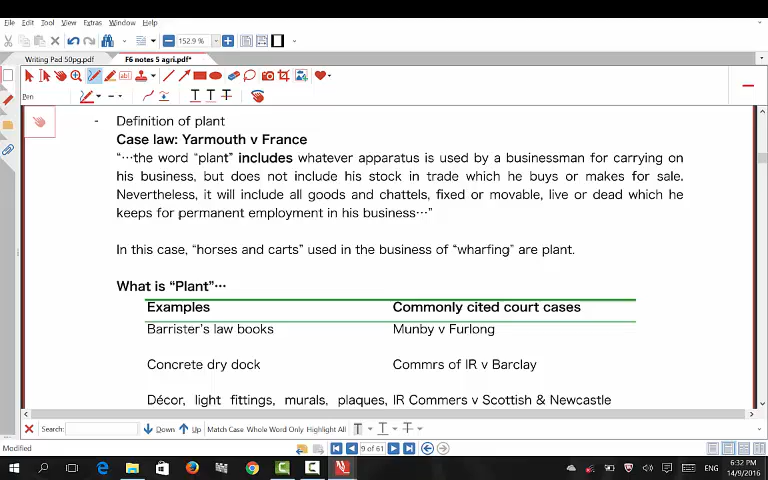 File Edit Tool View Extras Window Help
152.9 %
Writing Pad 50pg.pdf F6 notes 5 agri.pdf*
Pen
- Definition of plant
Case law: Yarmouth v France
“…the word “plant” includes whatever apparatus is used by a businessman for carrying on
his business, but does not include his stock in trade which he buys or makes for sale.
Nevertheless, it will include all goods and chattels, fixed or movable, live or dead which he
keeps for permanent employment in his business…”
In this case, “horses and carts” used in the business of “wharfing” are plant.
What is “Plant”…
Examples Commonly cited court cases
Barrister’s law books Munby v Furlong
Concrete dry dock Commrs of IR v Barclay
Décor, light fittings, murals, plaques, IR Commers v Scottish & Newcastle
Search: Down Up Match Case Whole Word Only Highlight All
Modified 9 of 61
ENG 6:32 PM
14/9/2016